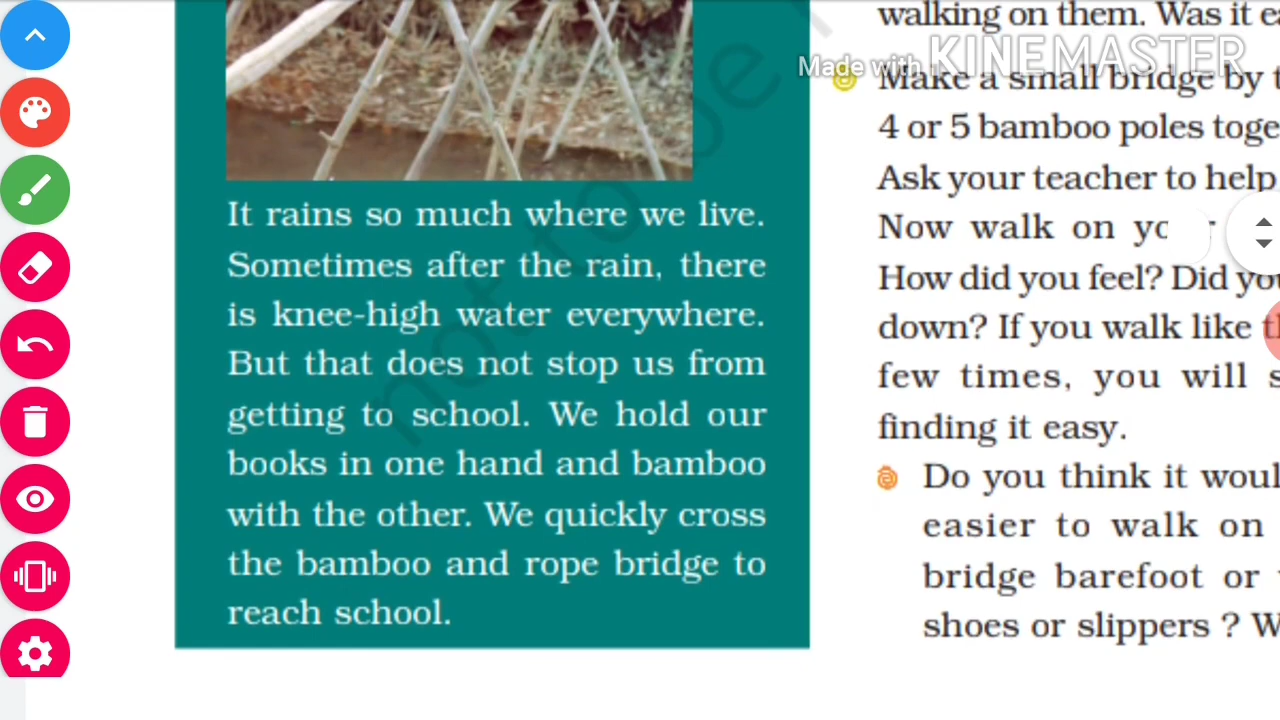 It rains so much where we live.
Sometimes after the rain, there
is knee-high water everywhere.
But that does not stop us from
getting to school. We hold our
books in one hand and bamboo
with the other. We quickly cross
the bamboo and rope bridge to
reach school.
walking on them. Was it
Made with KINEMASTER
Make a small bridge by
4 or 5 bamboo poles
Ask your teacher to help
Now walk on
How did you feel? Did
down? If you walk like
few times, you will
finding it easy.
Do you think it
easier to walk on
bridge barefoot or
shoes or slippers ?
not to be